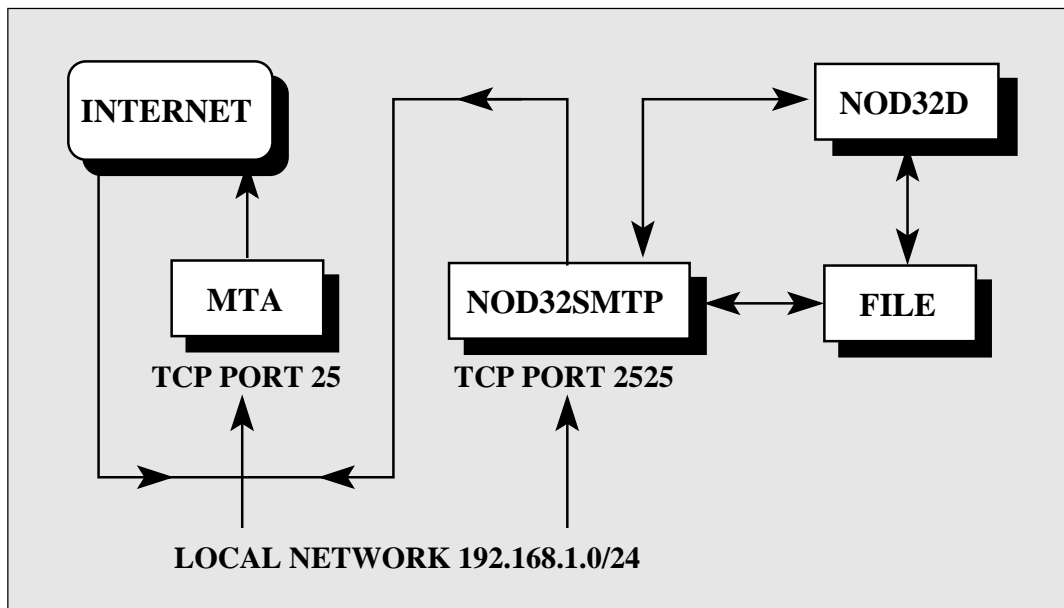 INTERNET
NOD32D
MTA
NOD32SMTP
FILE
TCP PORT 25
TCP PORT 2525
LOCAL NETWORK 192.168.1.0/24